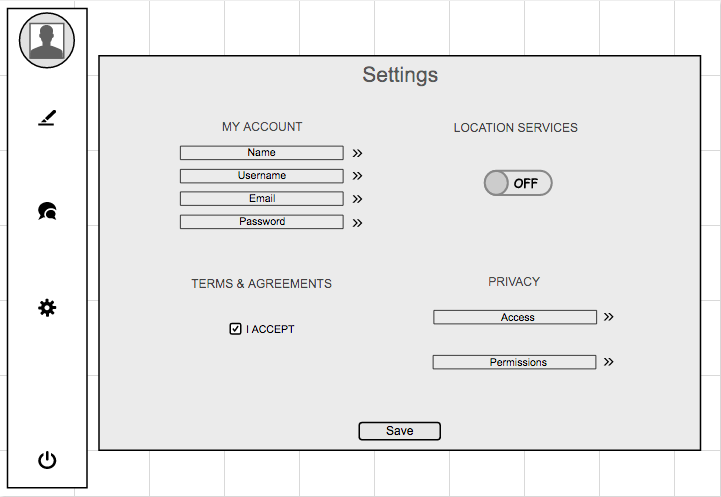 Settings
MY ACCOUNT
Name
Username
Email
Password
LOCATION SERVICES
OFF
TERMS & AGREEMENTS
I ACCEPT
PRIVACY
Access
Permissions
Save